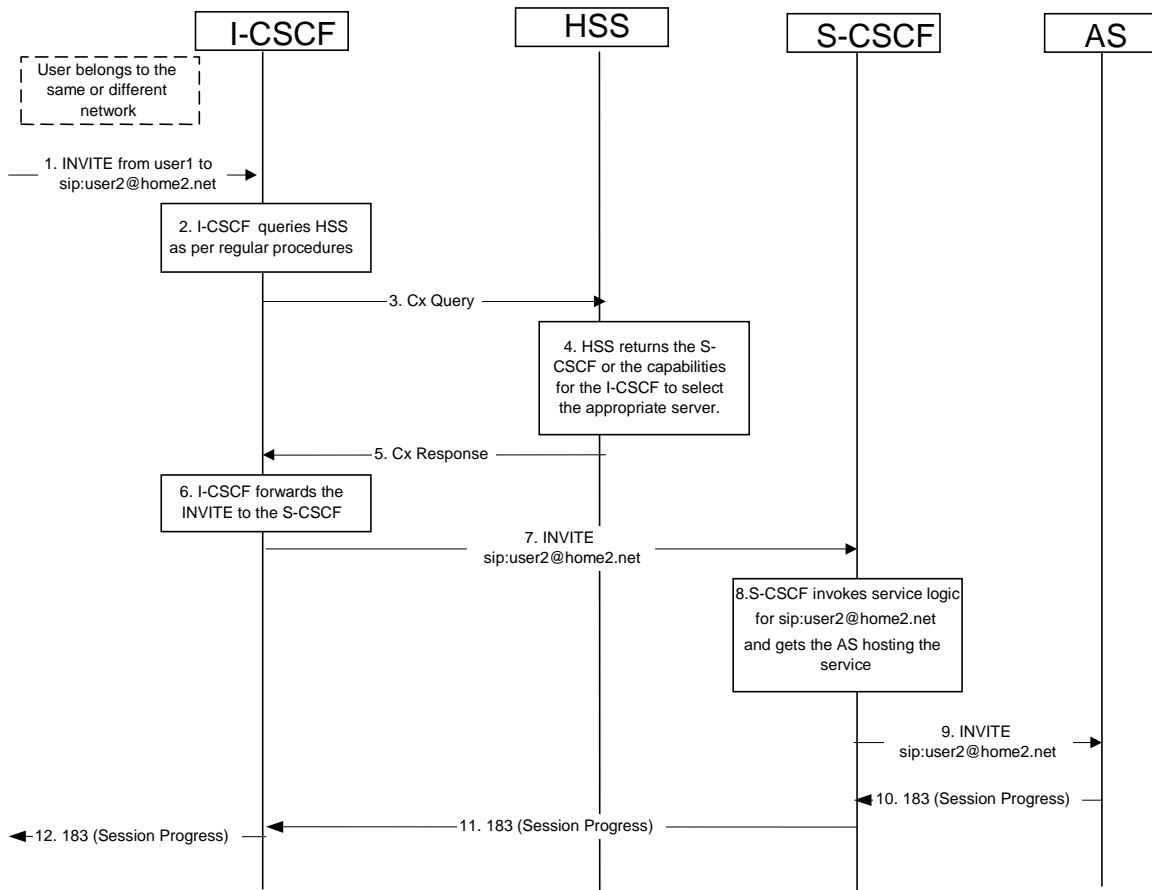 I-CSCF
HSS
S-CSCF
AS
User belongs to the
same or different
network
1. INVITE from user1 to
sip:user2@home2.net
2. I-CSCF queries HSS
as per regular procedures
3. Cx Query
4. HSS returns the S-
CSCF or the capabilities
for the I-CSCF to select
the appropriate server.
5. Cx Response
6. I-CSCF forwards the
INVITE to the S-CSCF
7. INVITE
sip:user2@home2.net
8.S-CSCF invokes service logic
for sip:user2@home2.net
and gets the AS hosting the
service
9. INVITE
sip:user2@home2.net
10. 183 (Session Progress)
11. 183 (Session Progress)
12. 183 (Session Progress)